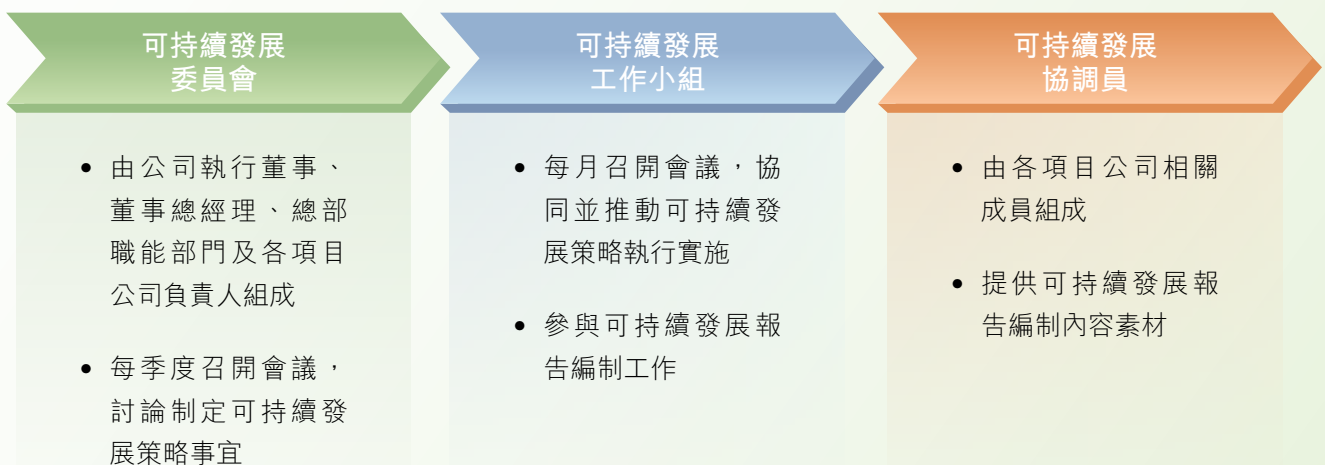 可持續發展
委員會
• 由公司執行董事、
董事總經理、總部
職能部門及各項目
公司負責人組成
• 每季度召開會議，
討論制定可持續發
展策略事宜
可持續發展
工作小組
• 每月召開會議，協
同並推動可持續發
展策略執行實施
• 參與可持續發展報
告編制工作
可持續發展
協調員
• 由各項目公司相關
成員組成
• 提供可持續發展報
告編制內容素材